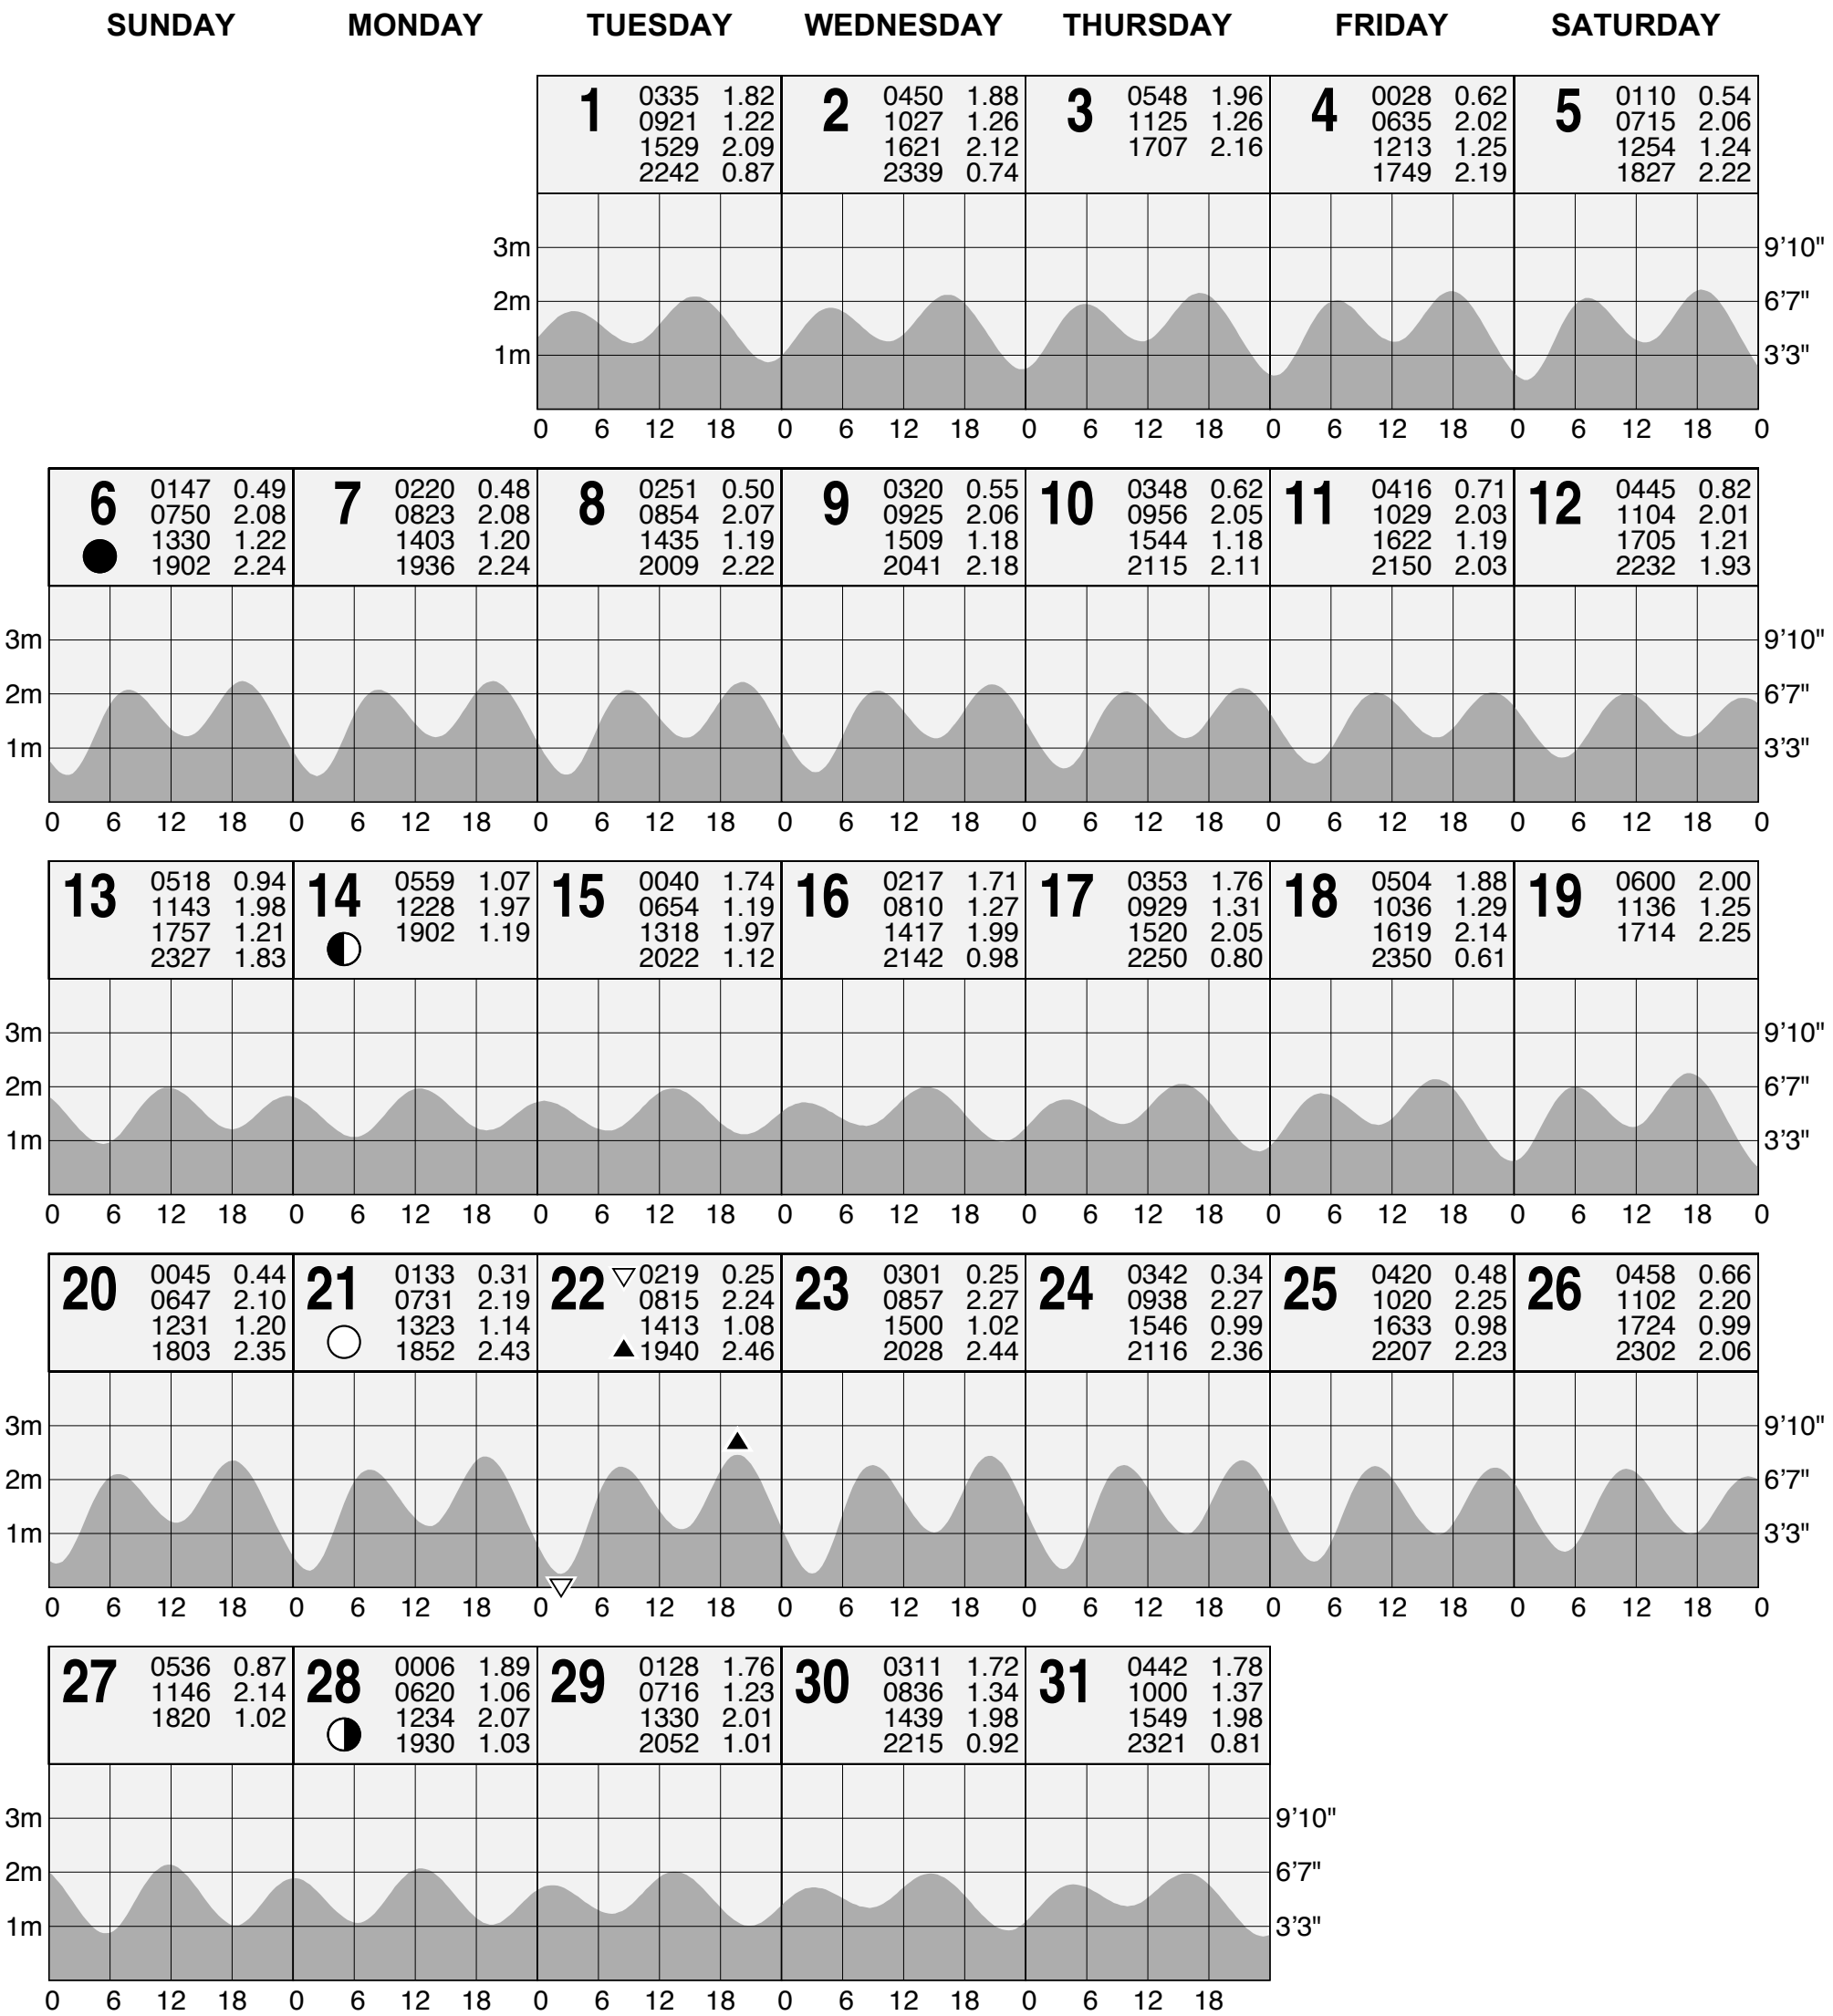 SUNDAY MONDAY TUESDAY WEDNESDAY THURSDAY FRIDAY SATURDAY
1 0335 1.82 2 0450 1.88 3 0548 1.96 4 0028 0.62 5 0110 0.54
0921 1.22 1027 1.26 1125 1.26 0635 2.02 0715 2.06
1529 2.09 1621 2.12 1707 2.16 1213 1.25 1254 1.24
2242 0.87 2339 0.74 1749 2.19 1827 2.22
3m 9'10"
2m 6'7"
1m 3'3"
0 6 12 18 0 6 12 18 0 6 12 18 0 6 12 18 0 6 12 18 0
6 0147 0.49 7 0220 0.48 8 0251 0.50 9 0320 0.55 10 0348 0.62 11 0416 0.71 12 0445 0.82
0750 2.08 0823 2.08 0854 2.07 0925 2.06 0956 2.05 1029 2.03 1104 2.01
1330 1.22 1403 1.20 1435 1.19 1509 1.18 1544 1.18 1622 1.19 1705 1.21
1902 2.24 1936 2.24 2009 2.22 2041 2.18 2115 2.11 2150 2.03 2232 1.93
3m 9'10"
2m 6'7"
1m 3'3"
0 6 12 18 0 6 12 18 0 6 12 18 0 6 12 18 0 6 12 18 0 6 12 18 0 6 12 18 0
13 0518 0.94 14 0559 1.07 15 0040 1.74 16 0217 1.71 17 0353 1.76 18 0504 1.88 19 0600 2.00
1143 1.98 1228 1.97 0654 1.19 0810 1.27 0929 1.31 1036 1.29 1136 1.25
1757 1.21 1902 1.19 1318 1.97 1417 1.99 1520 2.05 1619 2.14 1714 2.25
2327 1.83 2022 1.12 2142 0.98 2250 0.80 2350 0.61
3m 9'10"
2m 6'7"
1m 3'3"
0 6 12 18 0 6 12 18 0 6 12 18 0 6 12 18 0 6 12 18 0 6 12 18 0 6 12 18 0
20 0045 0.44 21 0133 0.31 22 0219 0.25 23 0301 0.25 24 0342 0.34 25 0420 0.48 26 0458 0.66
0647 2.10 0731 2.19 0815 2.24 0857 2.27 0938 2.27 1020 2.25 1102 2.20
1231 1.20 1323 1.14 1413 1.08 1500 1.02 1546 0.99 1633 0.98 1724 0.99
1803 2.35 1852 2.43 1940 2.46 2028 2.44 2116 2.36 2207 2.23 2302 2.06
3m 9'10"
2m 6'7"
1m 3'3"
0 6 12 18 0 6 12 18 0 6 12 18 0 6 12 18 0 6 12 18 0 6 12 18 0 6 12 18 0
27 0536 0.87 28 0006 1.89 29 0128 1.76 30 0311 1.72 31 0442 1.78
1146 2.14 0620 1.06 0716 1.23 0836 1.34 1000 1.37
1820 1.02 1234 2.07 1330 2.01 1439 1.98 1549 1.98
1930 1.03 2052 1.01 2215 0.92 2321 0.81
3m 9'10"
2m 6'7"
1m 3'3"
0 6 12 18 0 6 12 18 0 6 12 18 0 6 12 18 0 6 12 18